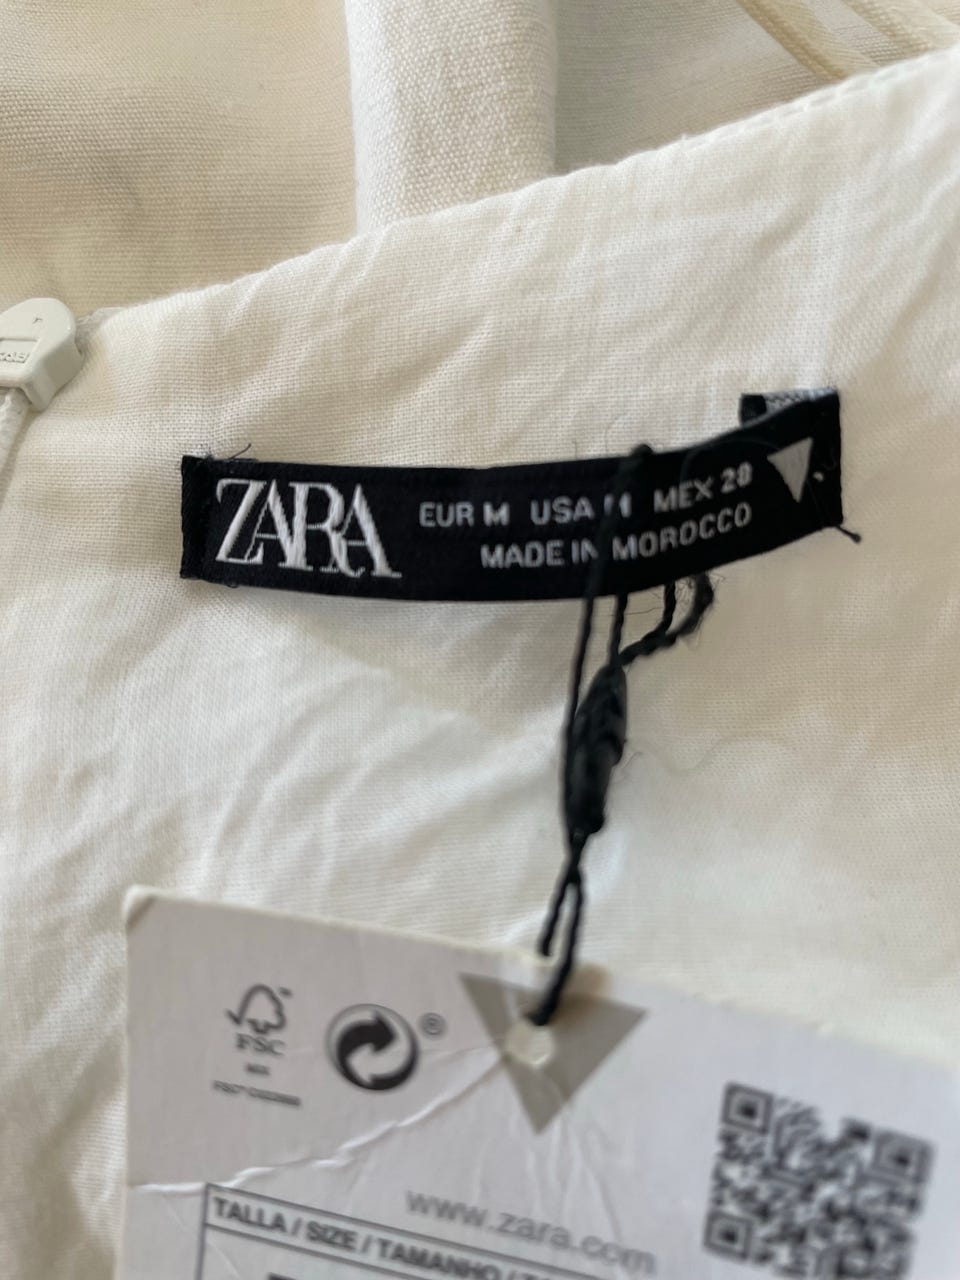 ZARA
EUR M USA M MEX 28
MADE IN MOROCCO
FSC
www.zara.com
TALLA / SIZE / TAMANHO /